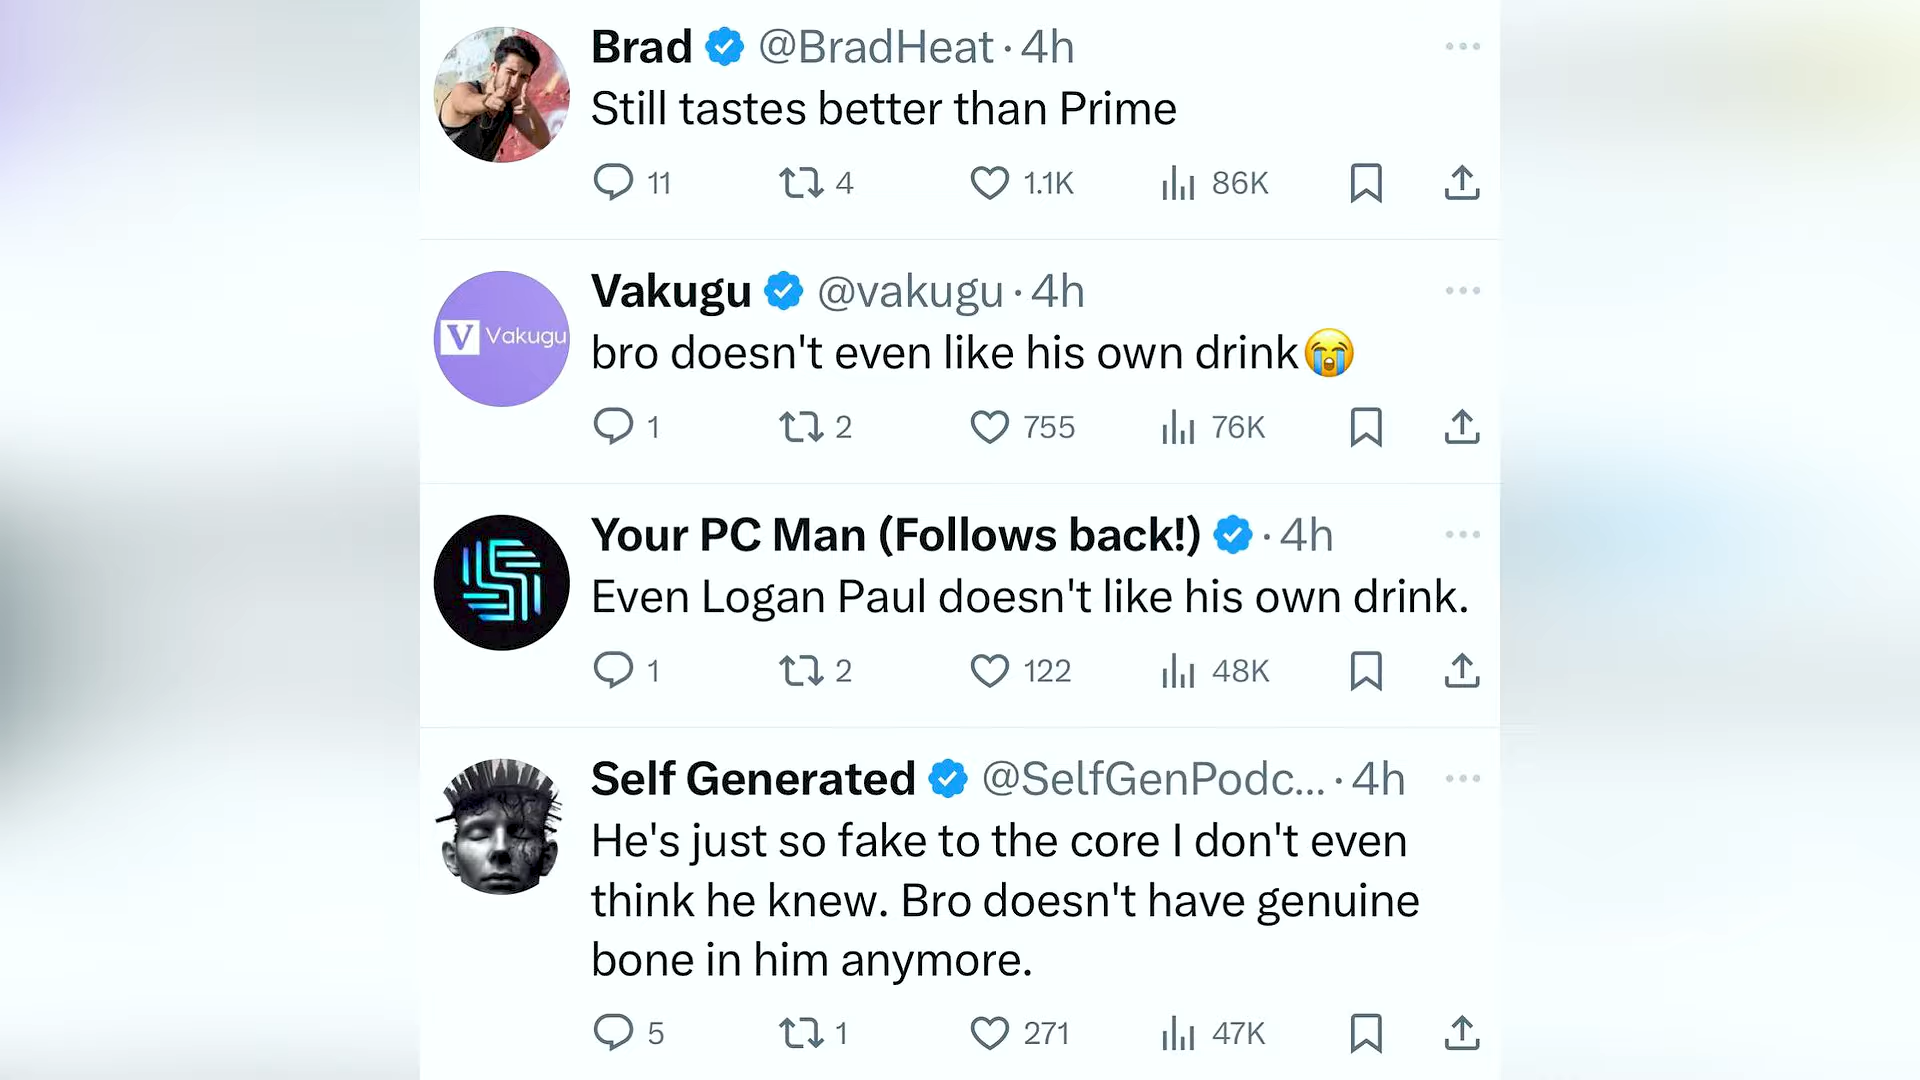 Brad @BradHeat · 4h
Still tastes better than Prime
11 4 1.1K 86K
V Vakugu
Vakugu @vakugu · 4h
bro doesn't even like his own drink😭
1 2 755 76K
Your PC Man (Follows back!) · 4h
Even Logan Paul doesn't like his own drink.
1 2 122 48K
Self Generated @SelfGenPodc... · 4h
He's just so fake to the core I don't even
think he knew. Bro doesn't have genuine
bone in him anymore.
5 1 271 47K